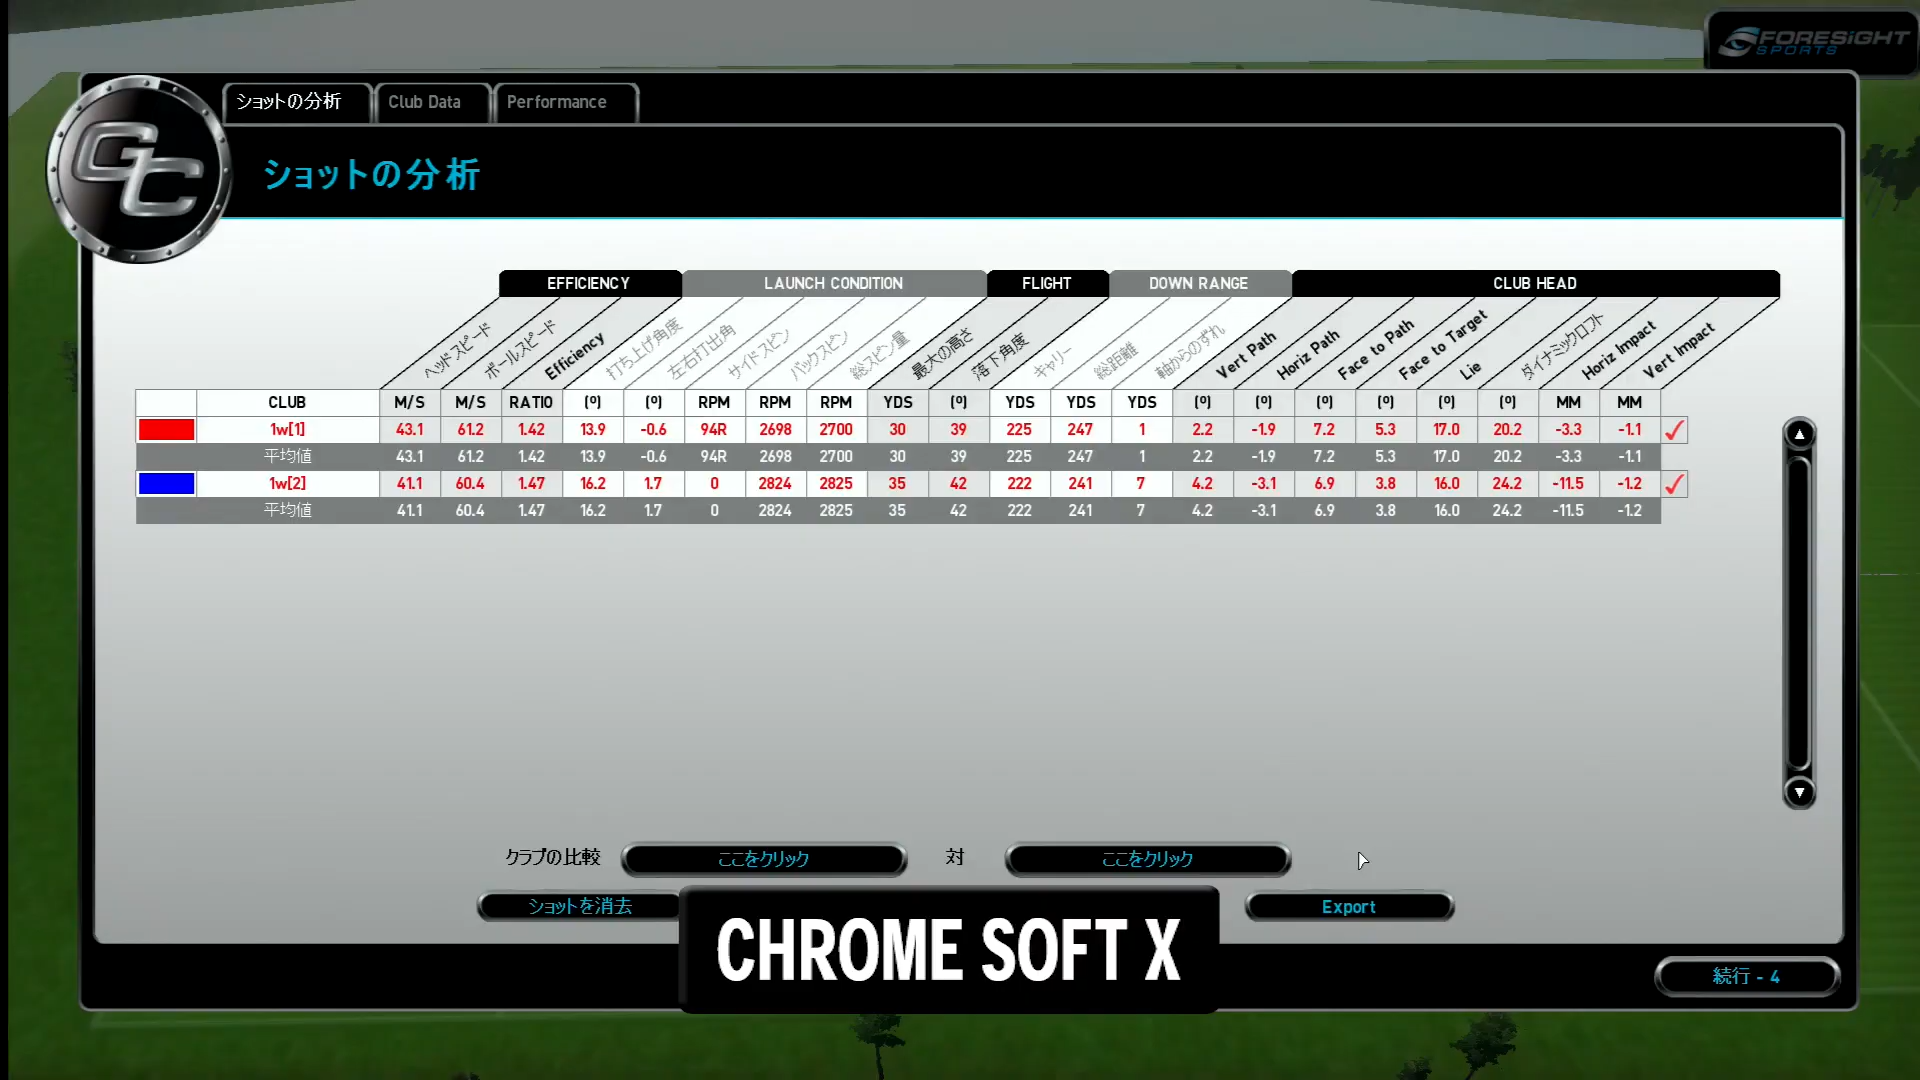 FORESIGHT
SPORTS
GC
ショットの分析 Club Data Performance
ショットの分析
EFFICIENCY LAUNCH CONDITION FLIGHT DOWN RANGE CLUB HEAD
ヘッドスピード ボールスピード Efficiency 打ち上げ角度 左右打出角 サイドスピン バックスピン 総スピン量 最大の高さ 落下角度 キャリー 総距離 軸からのずれ Vert Path Horiz Path Face to Path Face to Target Lie ダイナミックロフト Horiz Impact Vert Impact
CLUB M/S M/S RATIO (º) (º) RPM RPM RPM YDS (º) YDS YDS YDS (º) (º) (º) (º) (º) (º) MM MM
1w[1] 43.1 61.2 1.42 13.9 -0.6 94R 2698 2700 30 39 225 247 1 2.2 -1.9 7.2 5.3 17.0 20.2 -3.3 -1.1
平均値 43.1 61.2 1.42 13.9 -0.6 94R 2698 2700 30 39 225 247 1 2.2 -1.9 7.2 5.3 17.0 20.2 -3.3 -1.1
1w[2] 41.1 60.4 1.47 16.2 1.7 0 2824 2825 35 42 222 241 7 4.2 -3.1 6.9 3.8 16.0 24.2 -11.5 -1.2
平均値 41.1 60.4 1.47 16.2 1.7 0 2824 2825 35 42 222 241 7 4.2 -3.1 6.9 3.8 16.0 24.2 -11.5 -1.2
クラブの比較 ここをクリック 対 ここをクリック
ショットを消去 Export
CHROME SOFT X
続行 - 4